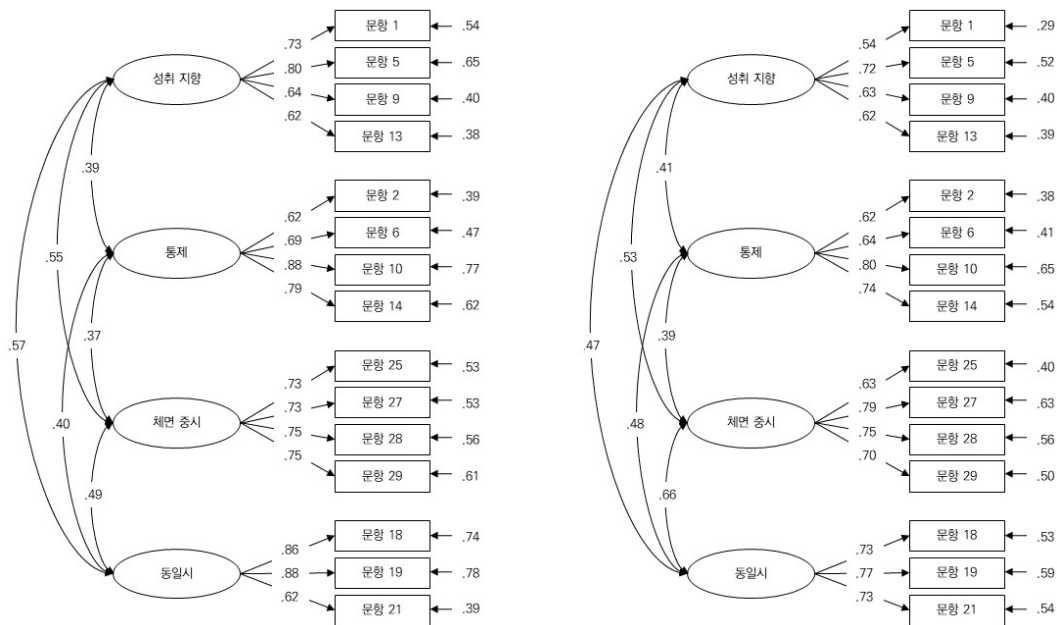 .73 문항 1 .54
성취 지향 .80 문항 5 .65
.64 문항 9 .40
.62 문항 13 .38
.39
.62 문항 2 .39
통제 .69 문항 6 .47
.88 문항 10 .77
.79 문항 14 .62
.55
.37
.57
.73 문항 25 .53
체면 중시 .73 문항 27 .53
.40 .75 문항 28 .56
.75 문항 29 .61
.49
.86 문항 18 .74
동일시 .88 문항 19 .78
.62 문항 21 .39
.54 문항 1 .29
성취 지향 .72 문항 5 .52
.63 문항 9 .40
.62 문항 13 .39
.41
.62 문항 2 .38
통제 .64 문항 6 .41
.80 문항 10 .65
.74 문항 14 .54
.53
.39
.47
.63 문항 25 .40
체면 중시 .79 문항 27 .63
.48 .75 문항 28 .56
.70 문항 29 .50
.66
.73 문항 18 .53
동일시 .77 문항 19 .59
.73 문항 21 .54